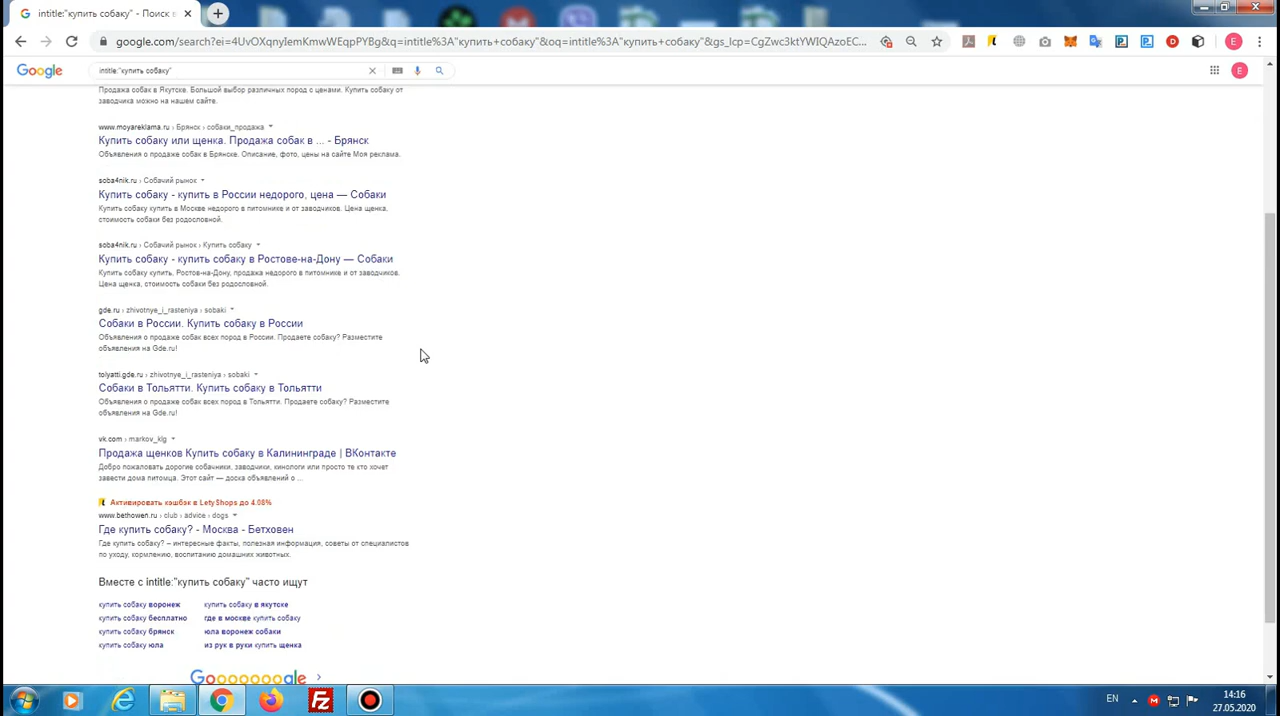 intitle:"купить собаку" - Поиск в
google.com/search?ei=4UvOXqnyIemKmwWEqpPYBg&q=intitle%3A"купить+собаку"&oq=intitle%3A"купить+собаку"&gs_lcp=CgZwc3ktYWIQAzoEC...
Google
intitle:"купить собаку"
E
E
Продажа собак в Якутске. Большой выбор различных пород с ценами. Купить собаку от
заводчика можно на нашем сайте.
www.moyareklama.ru › Брянск › собаки_продажа
Купить собаку или щенка. Продажа собак в ... - Брянск
Объявления о продаже собак в Брянске. Описание, фото, цены на сайте Моя реклама.
soba4nik.ru › Собачий рынок
Купить собаку - купить в России недорого, цена — Собаки
Купить собаку купить в Москве недорого в питомнике и от заводчиков. Цена щенка,
стоимость собаки без родословной.
soba4nik.ru › Собачий рынок › Купить собаку
Купить собаку - купить собаку в Ростове-на-Дону — Собаки
Купить собаку купить, Ростов-на-Дону, продажа недорого в питомнике и от заводчиков.
Цена щенка, стоимость собаки без родословной.
gde.ru › zhivotnye_i_rasteniya › sobaki
Собаки в России. Купить собаку в России
Объявления о продаже собак всех пород в России. Продаете собаку? Разместите
объявления на Gde.ru!
tolyatti.gde.ru › zhivotnye_i_rasteniya › sobaki
Собаки в Тольятти. Купить собаку в Тольятти
Объявления о продаже собак всех пород в Тольятти. Продаете собаку? Разместите
объявления на Gde.ru!
vk.com › markov_klg
Продажа щенков Купить собаку в Калининграде | ВКонтакте
Добро пожаловать дорогие собачники, заводчики, кинологи или просто те кто хочет
завести дома питомца. Этот сайт — доска объявлений о ...
Активировать кэшбэк в LetyShops до 4.08%
www.bethowen.ru › club › advice › dogs
Где купить собаку? - Москва - Бетховен
Где купить собаку? – интересные факты, полезная информация, советы от специалистов
по уходу, кормлению, воспитанию домашних животных.
Вместе с intitle:"купить собаку" часто ищут
купить собаку воронеж
купить собаку в якутске
купить собаку бесплатно
где в москве купить собаку
купить собаку брянск
юла воронеж собаки
купить собаку юла
из рук в руки купить щенка
Goooooooogle
EN
14:16
27.05.2020